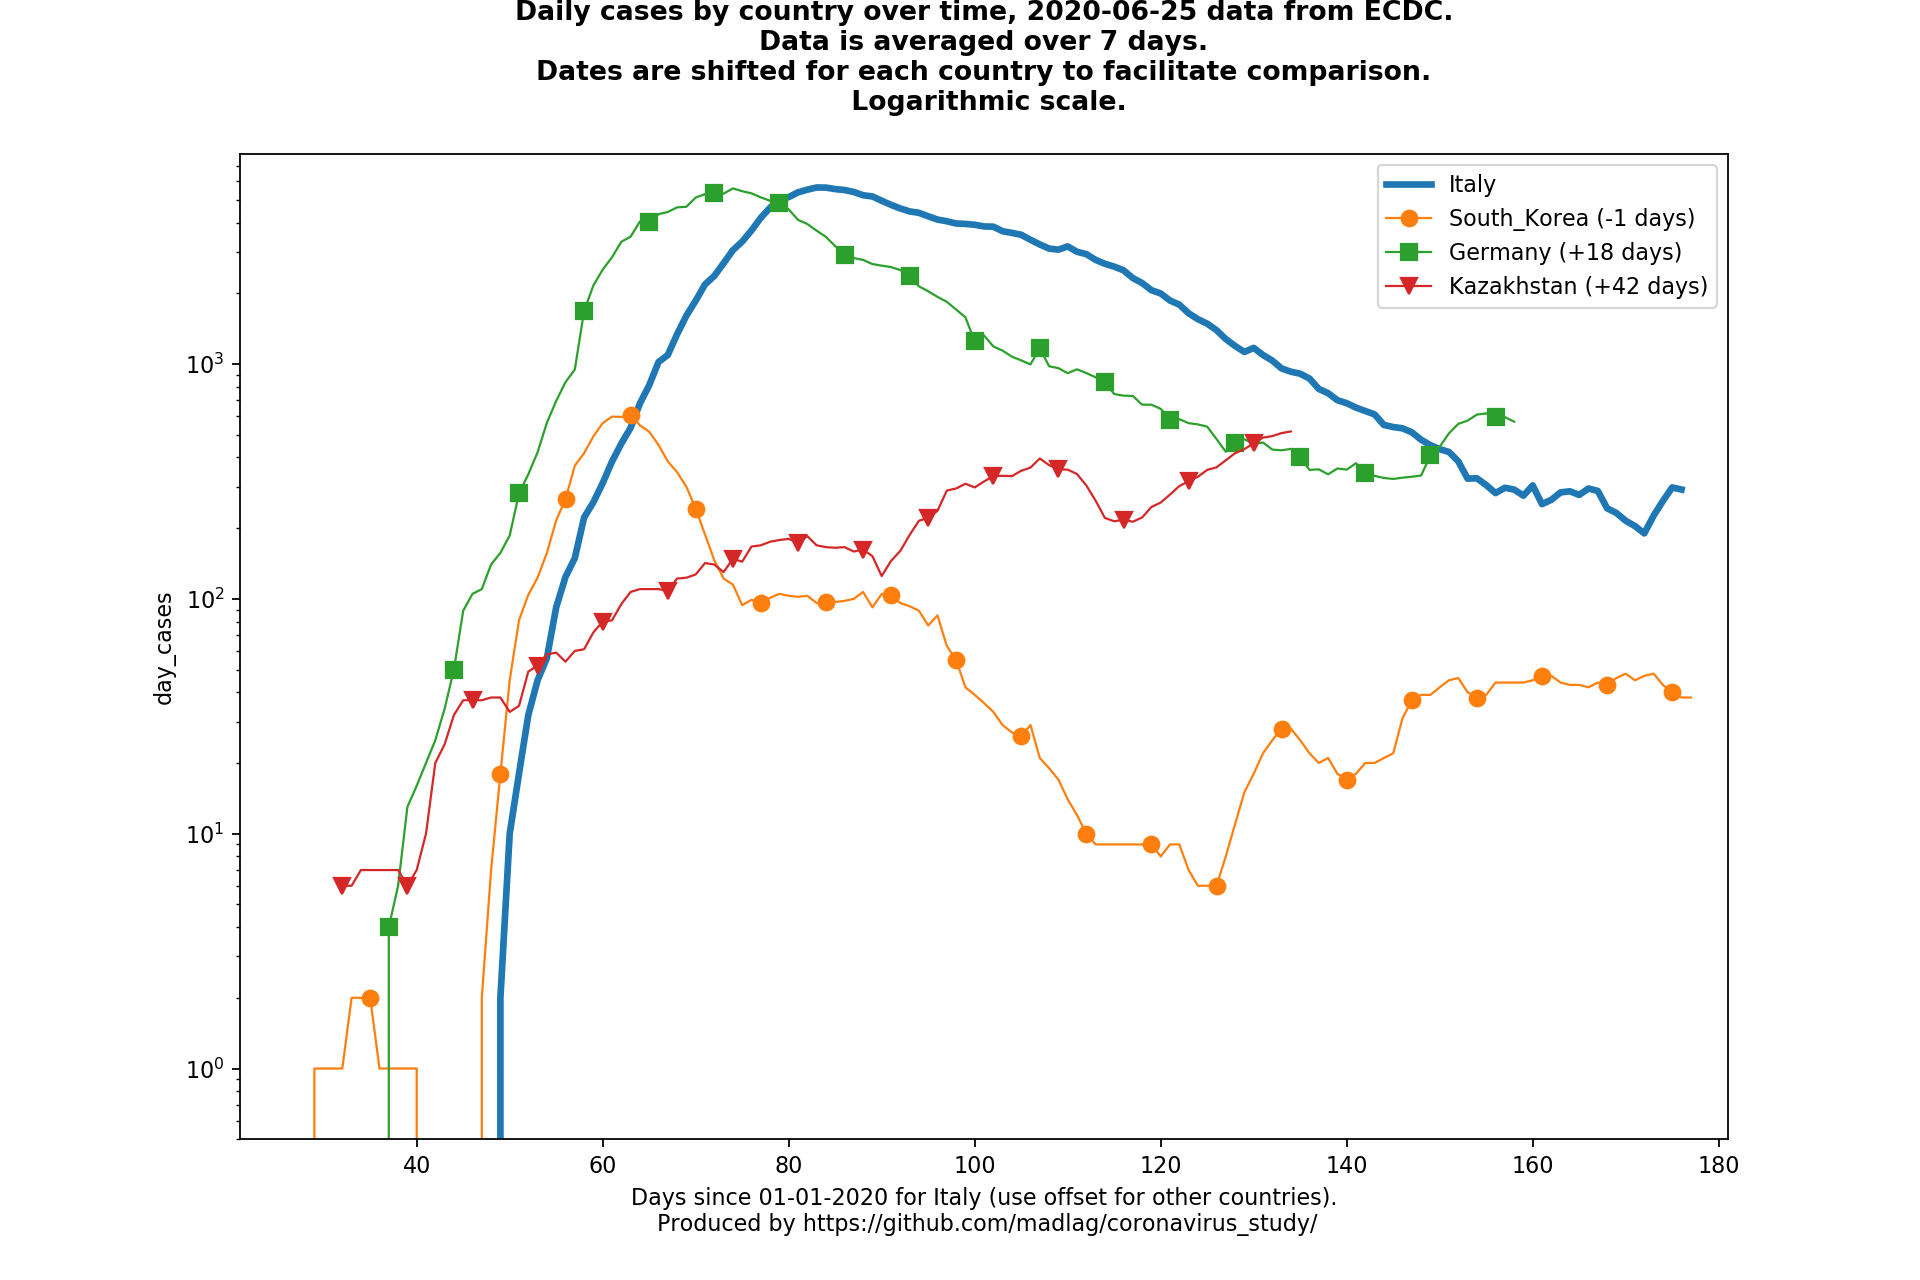 Daily cases by country over time, 2020-06-25 data from ECDC.
Data is averaged over 7 days.
Dates are shifted for each country to facilitate comparison.
Logarithmic scale.
Italy
South_Korea (-1 days)
Germany (+18 days)
Kazakhstan (+42 days)
day_cases
10³
10²
10¹
10⁰
40 60 80 100 120 140 160 180
Days since 01-01-2020 for Italy (use offset for other countries).
Produced by https://github.com/madlag/coronavirus_study/